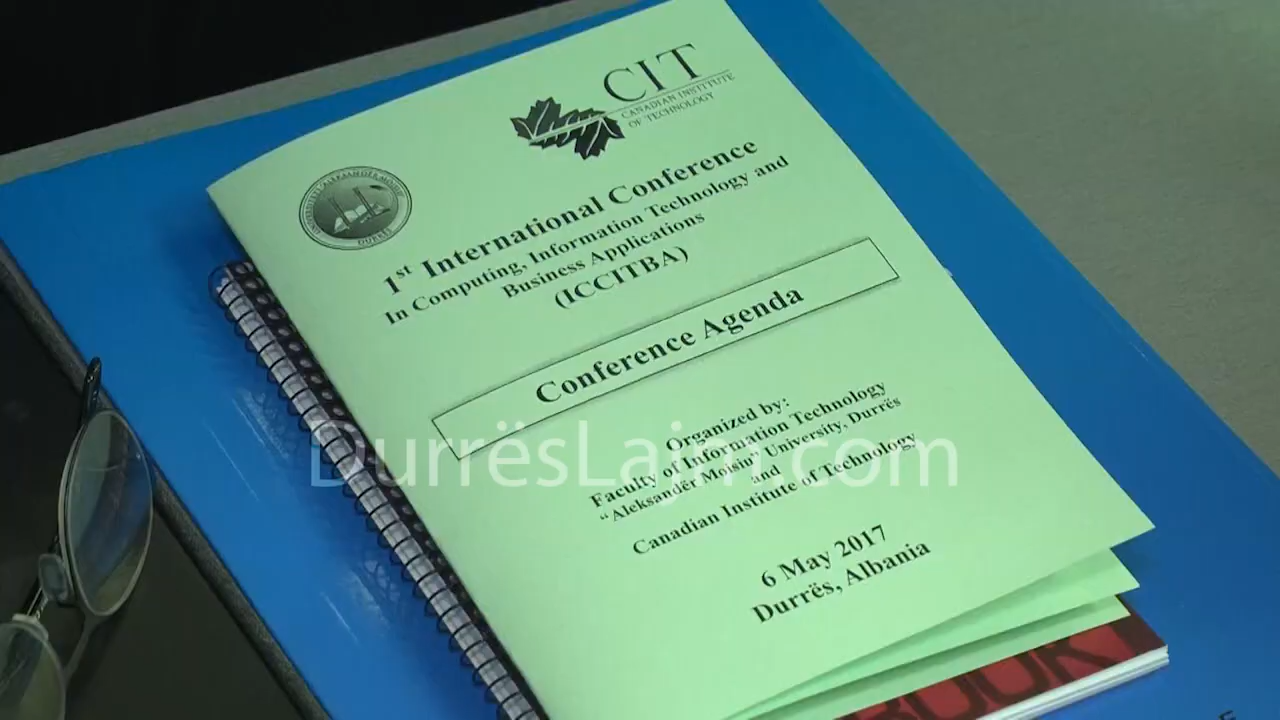 CIT
CANADIAN INSTITUTE
OF TECHNOLOGY
DURRËS
1st International Conference
In Computing, Information Technology and
Business Applications
(ICCITBA)
Conference Agenda
Organized by:
Faculty of Information Technology
“Aleksandër Moisiu” University, Durrës
and
Canadian Institute of Technology
DurrësLajm.com
6 May 2017
Durrës, Albania